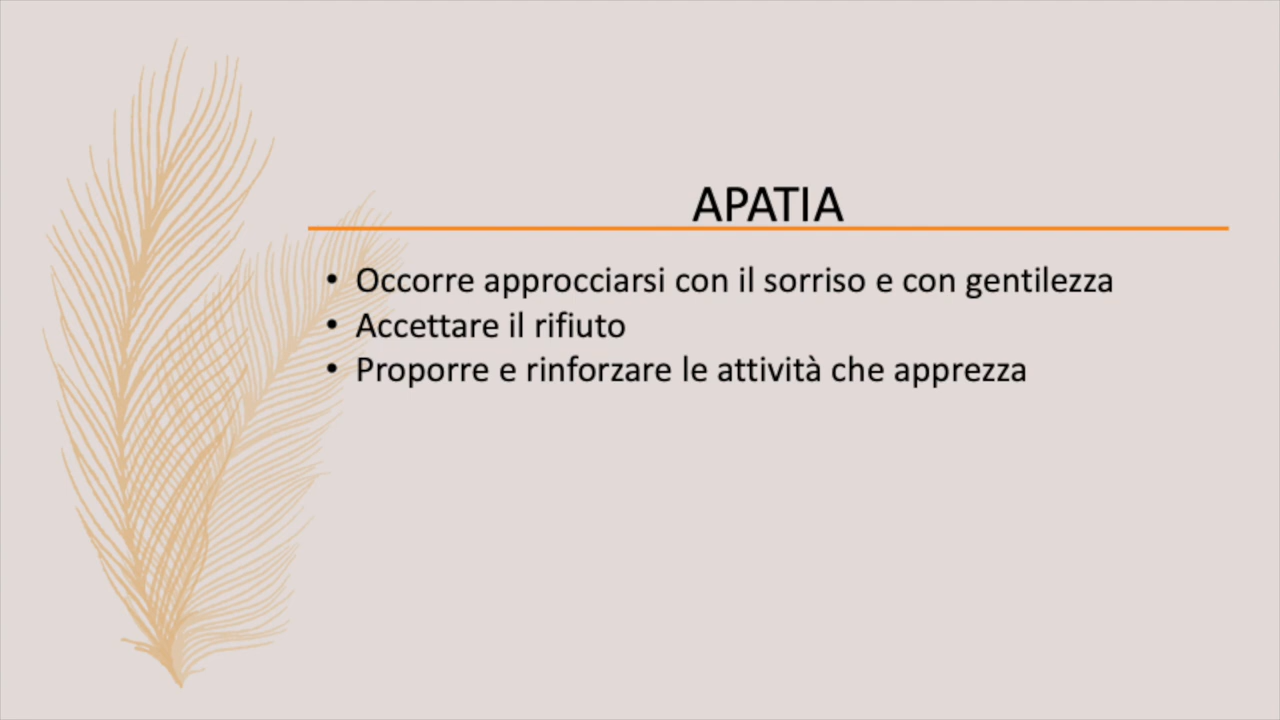 APATIA
• Occorre approcciarsi con il sorriso e con gentilezza
• Accettare il rifiuto
• Proporre e rinforzare le attività che apprezza